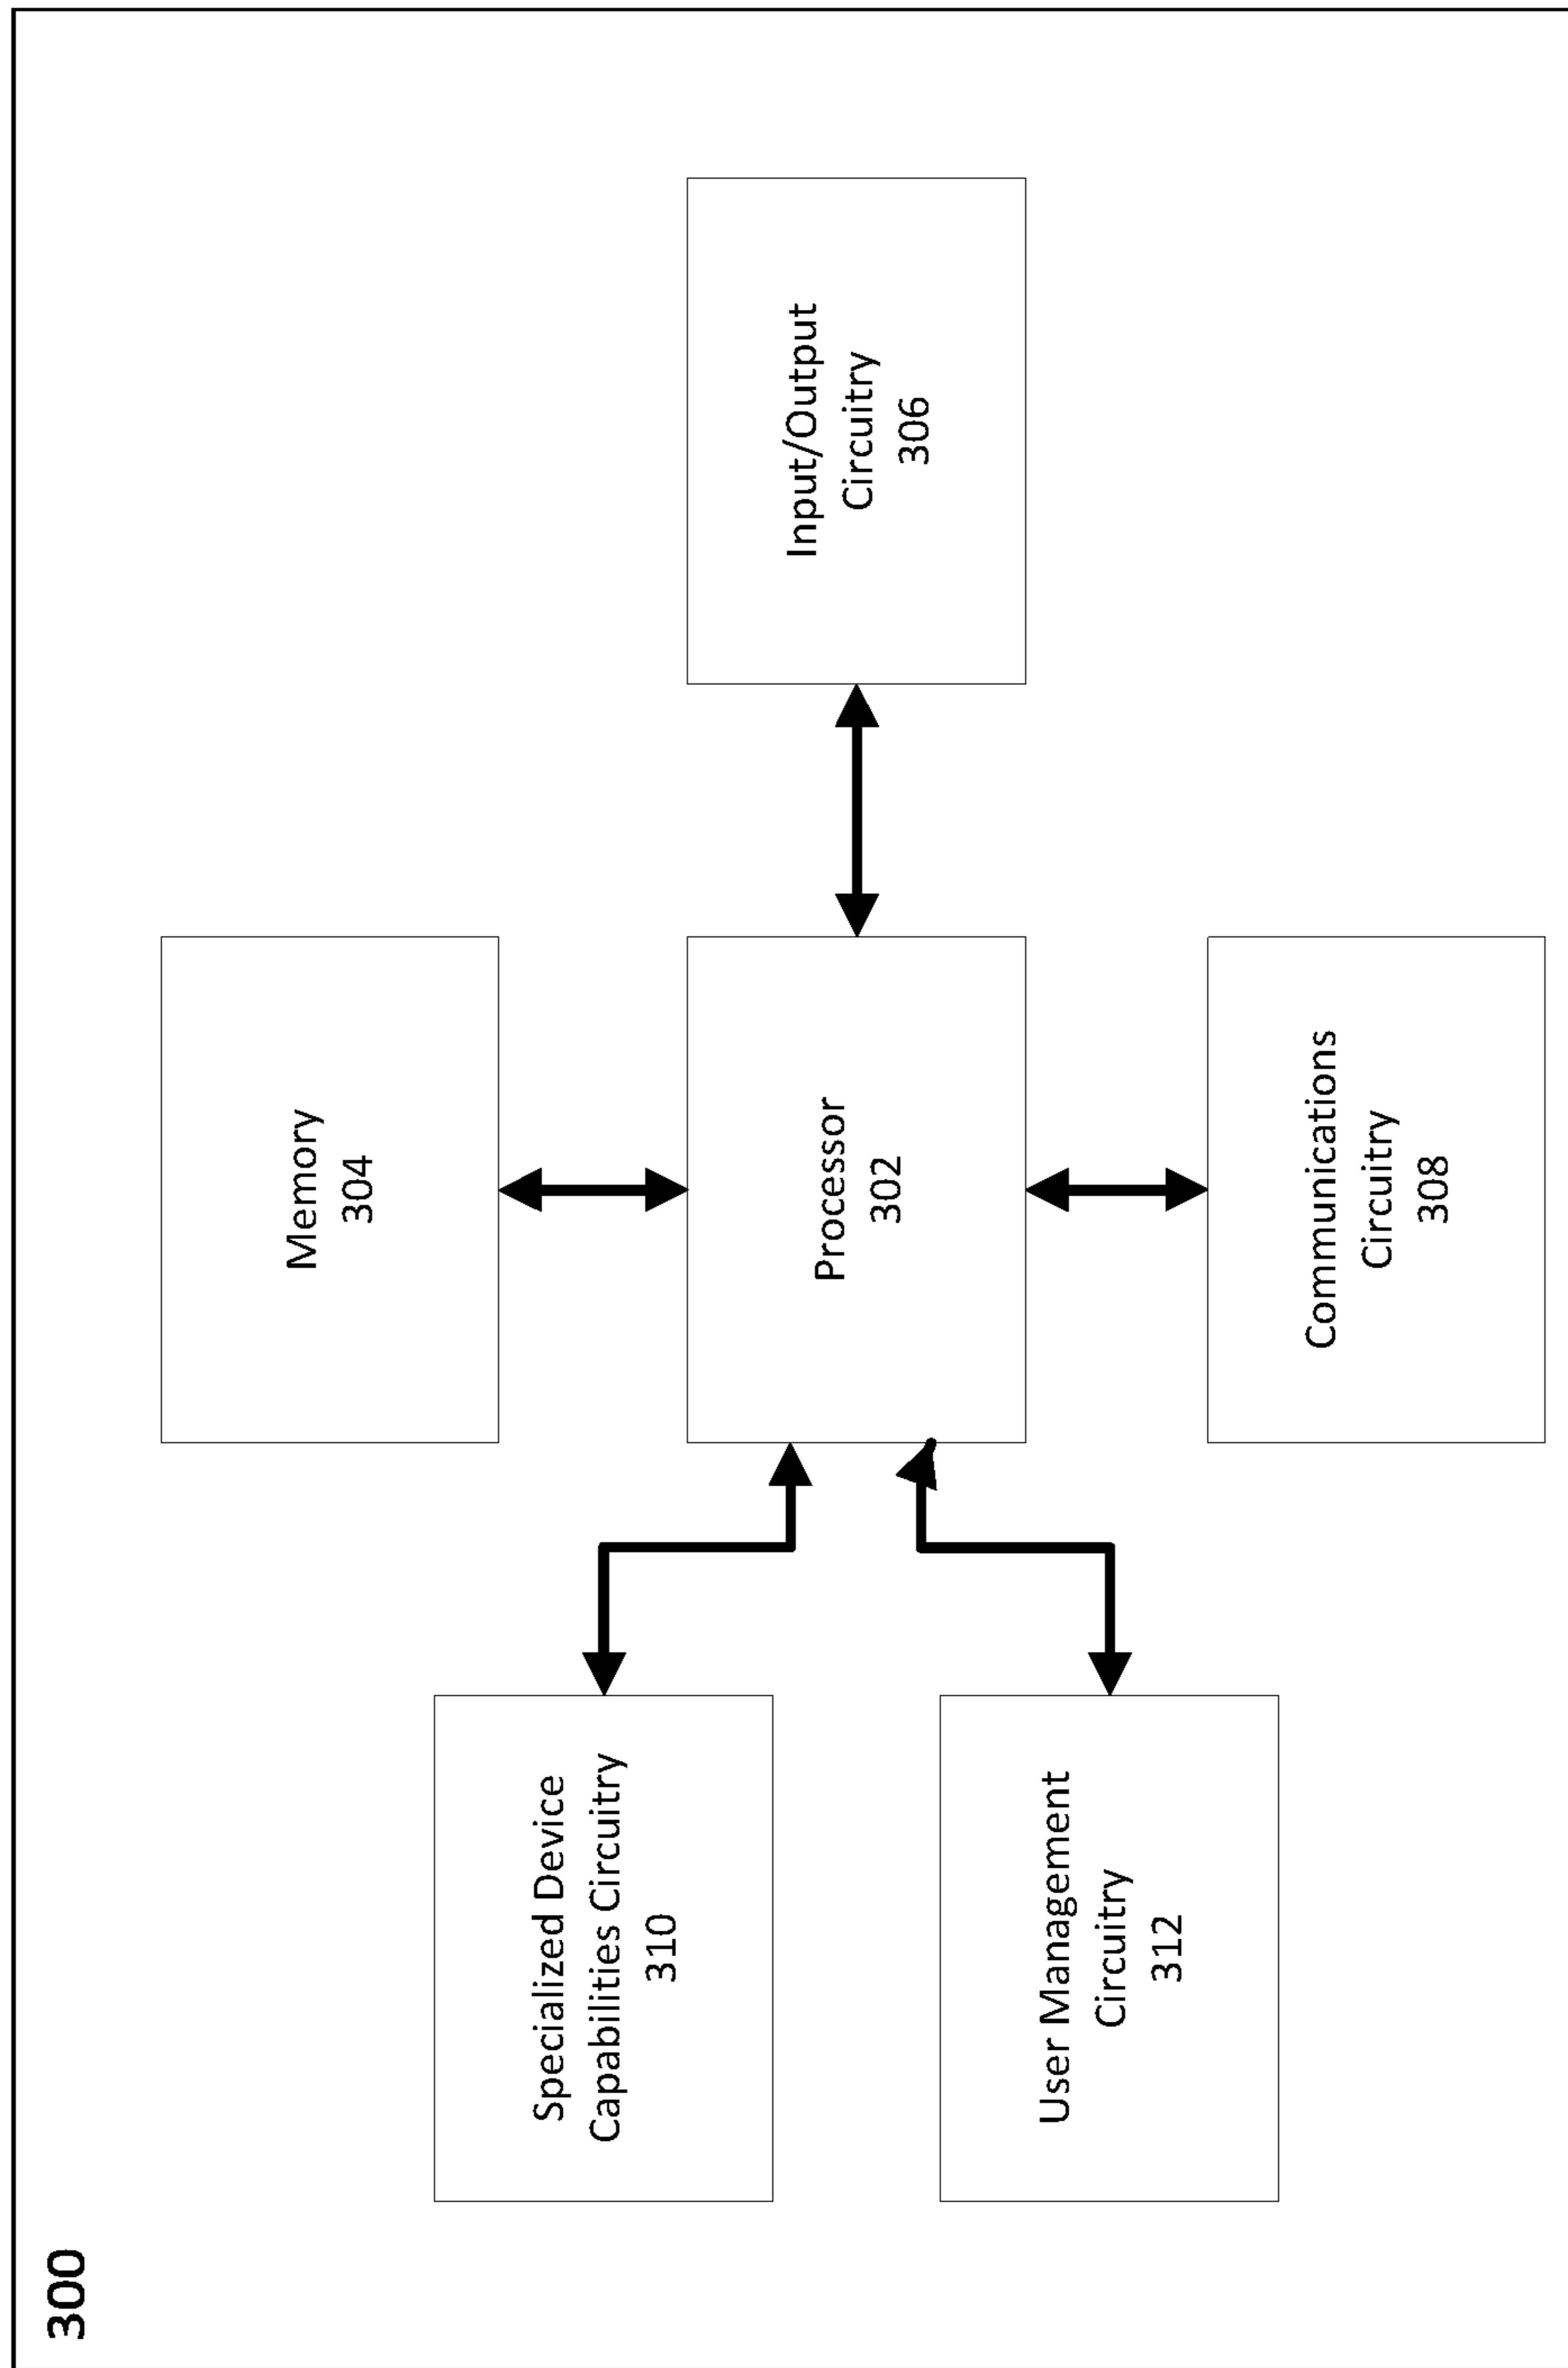 300
Memory
304
Specialized Device
Capabilities Circuitry
310
Processor
302
Input/Output
Circuitry
306
User Management
Circuitry
312
Communications
Circuitry
308